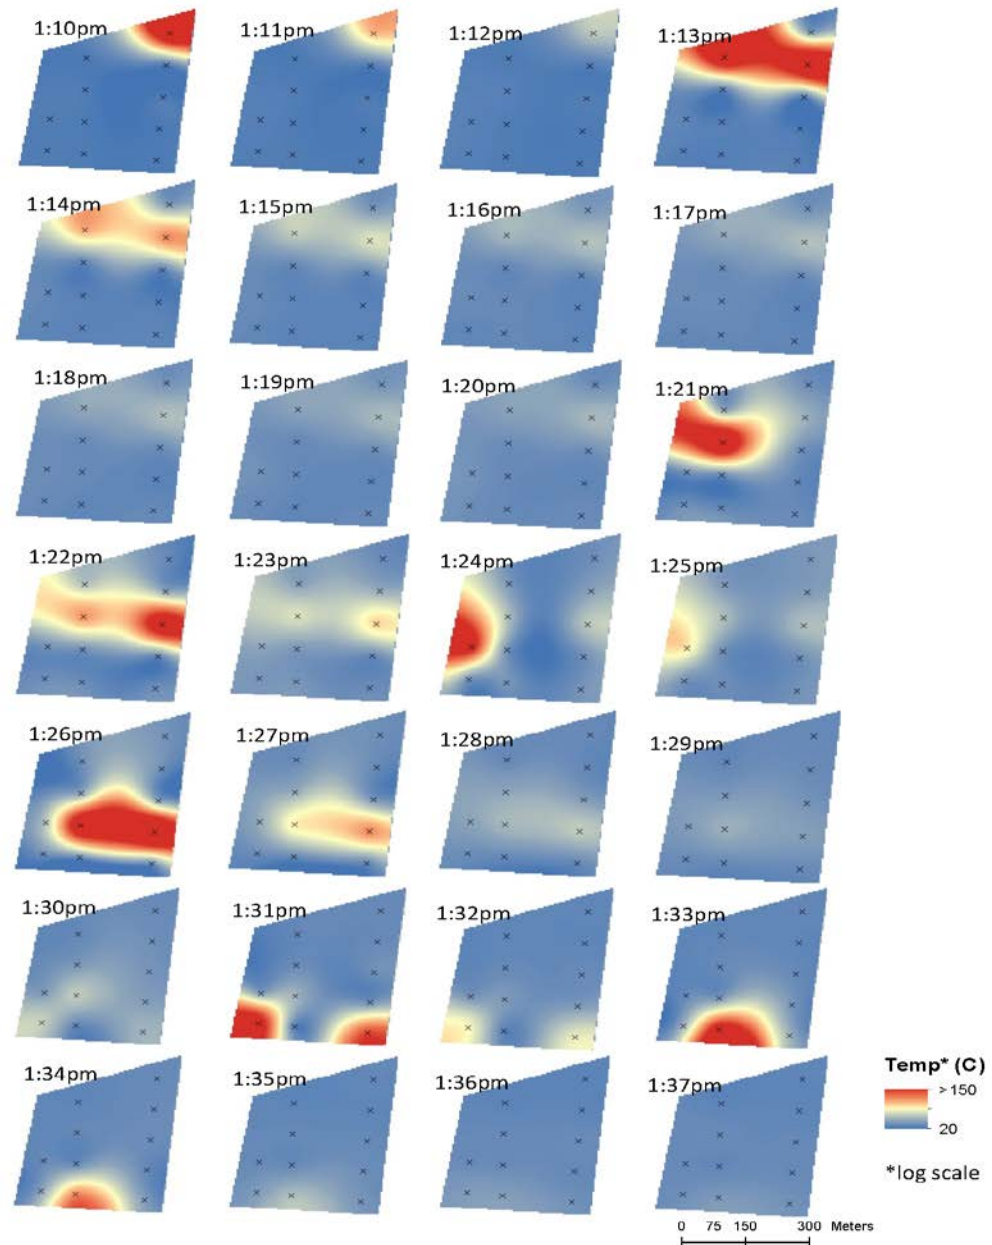 1:10pm 1:11pm 1:12pm 1:13pm
1:14pm 1:15pm 1:16pm 1:17pm
1:18pm 1:19pm 1:20pm 1:21pm
1:22pm 1:23pm 1:24pm 1:25pm
1:26pm 1:27pm 1:28pm 1:29pm
1:30pm 1:31pm 1:32pm 1:33pm
1:34pm 1:35pm 1:36pm 1:37pm
Temp* (C)
>150
20
*log scale
0 75 150 300 Meters